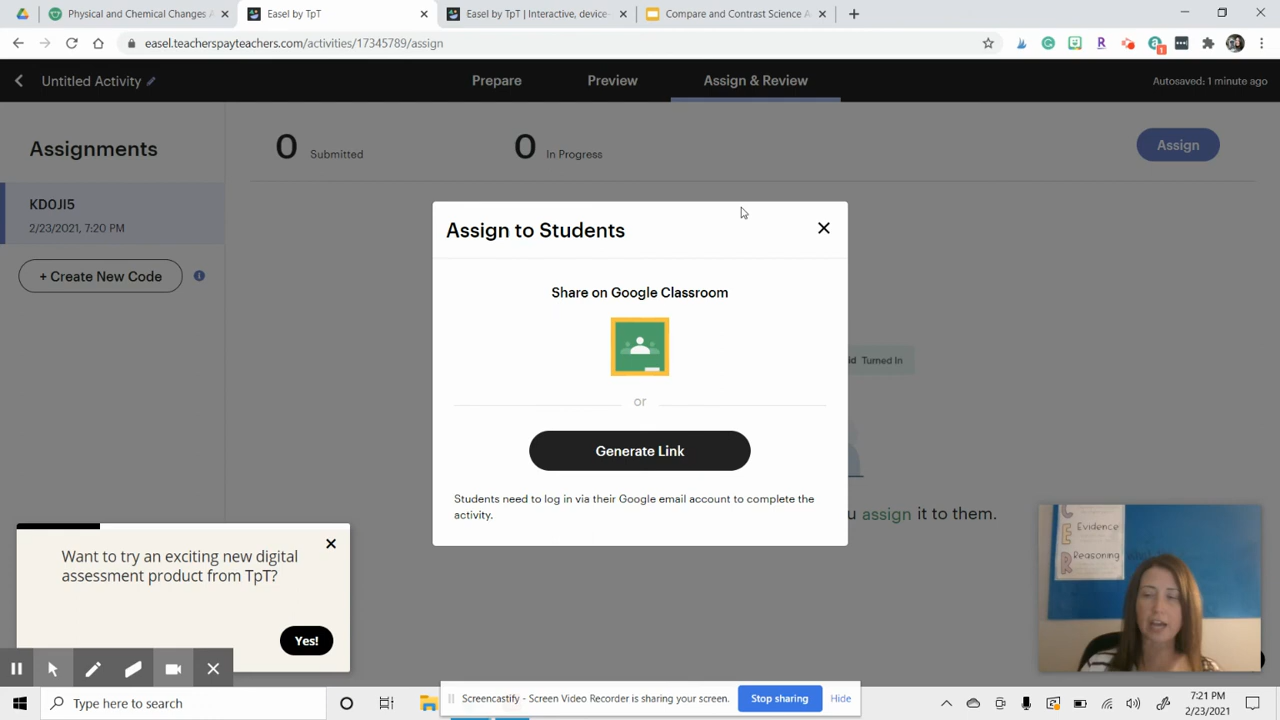 Physical and Chemical Changes A
Easel by TpT
Easel by TpT | Interactive, device-
Compare and Contrast Science A
easel.teacherspayteachers.com/activities/17345789/assign
1
Untitled Activity
Prepare
Preview
Assign & Review
Autosaved: 1 minute ago
Assignments
0 Submitted
0 In Progress
Assign
KD0JI5
2/23/2021, 7:20 PM
+ Create New Code
Assign to Students
Share on Google Classroom
or
Generate Link
Students need to log in via their Google email account to complete the
activity.
id Turned In
u assign it to them.
Want to try an exciting new digital
assessment product from TpT?
Yes!
C
E
R
Evidence
Reasoning
Type here to search
Screencastify - Screen Video Recorder is sharing your screen.
Stop sharing
Hide
7:21 PM
2/23/2021